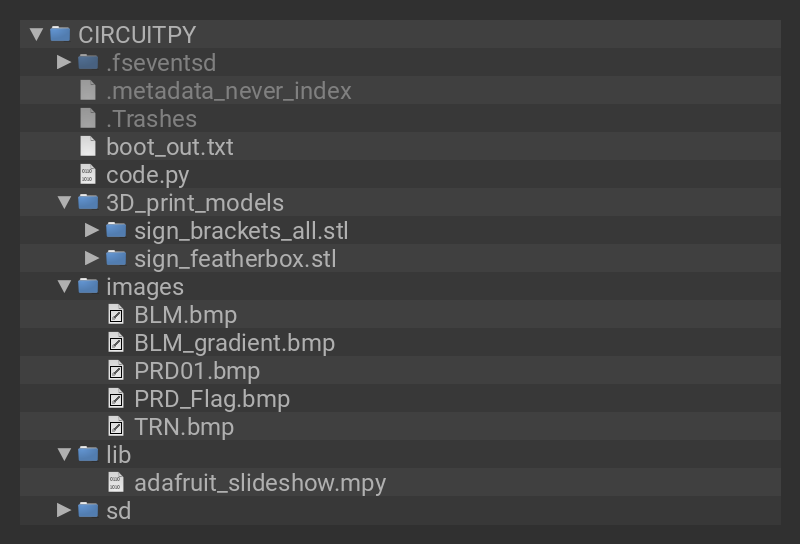 CIRCUITPY
.fseventsd
.metadata_never_index
.Trashes
boot_out.txt
code.py
3D_print_models
sign_brackets_all.stl
sign_featherbox.stl
images
BLM.bmp
BLM_gradient.bmp
PRD01.bmp
PRD_Flag.bmp
TRN.bmp
lib
adafruit_slideshow.mpy
sd